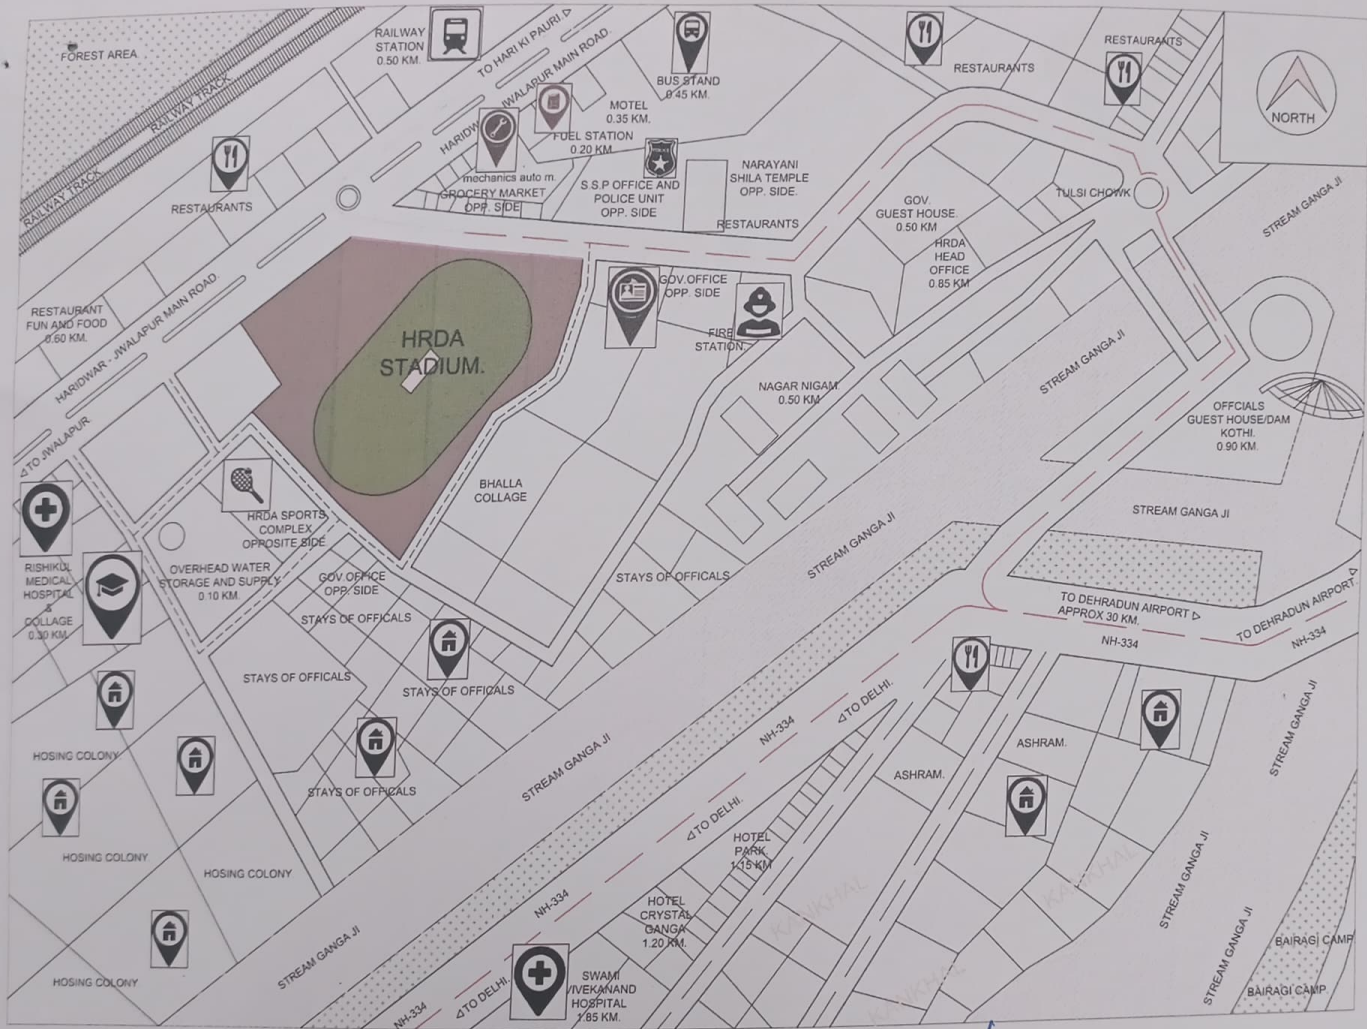 FOREST AREA
RAILWAY TRACK
RAILWAY TRACK
RAILWAY
STATION
0.50 KM.
TO HARI KI PAURI
HARIDWAR - JWALAPUR MAIN ROAD.
BUS STAND
0.45 KM.
RESTAURANTS
RESTAURANTS
NORTH
MOTEL
0.35 KM.
FUEL STATION
0.20 KM.
mechanics auto m.
GROCERY MARKET
OPP. SIDE
POLICE
S.S.P OFFICE AND
POLICE UNIT
OPP. SIDE
NARAYANI
SHILA TEMPLE
OPP. SIDE.
RESTAURANTS
RESTAURANTS
GOV.
GUEST HOUSE.
0.50 KM
HRDA
HEAD
OFFICE
0.85 KM.
TULSI CHOWK
STREAM GANGA JI
RESTAURANT
FUN AND FOOD
0.60 KM.
HARIDWAR - JWALAPUR MAIN ROAD.
TO JWALAPUR
HRDA
STADIUM.
GOV.OFFICE
OPP. SIDE
FIRE
STATION.
NAGAR NIGAM
0.50 KM.
STREAM GANGA JI
OFFCIALS
GUEST HOUSE/DAM
KOTHI.
0.90 KM.
BHALLA
COLLAGE
HRDA SPORTS
COMPLEX
OPPOSITE SIDE
RISHIKUL
MEDICAL
HOSPITAL
&
COLLAGE
0.30 KM.
OVERHEAD WATER
STORAGE AND SUPPLY
0.10 KM.
GOV.OFFICE
OPP. SIDE
STAYS OF OFFICALS
STAYS OF OFFICALS
STREAM GANGA JI
STREAM GANGA JI
TO DEHRADUN AIRPORT
APPROX 30 KM.
NH-334
TO DEHRADUN AIRPORT
NH-334
STAYS OF OFFICALS
STAYS OF OFFICALS
STAYS OF OFFICALS
HOSING COLONY
HOSING COLONY.
HOSING COLONY
HOSING COLONY
STREAM GANGA JI
STREAM GANGA JI
NH-334
TO DELHI.
TO DELHI.
NH-334
NH-334
TO DELHI.
ASHRAM.
ASHRAM.
STREAM GANGA JI
STREAM GANGA JI
STREAM GANGA JI
HOTEL
PARK.
1.15 KM
HOTEL
CRYSTAL
GANGA
1.20 KM.
SWAMI
VIVEKANAND
HOSPITAL
1.85 KM.
KANKHAL
KANKHAL
KANKHAL
BAIRAGI CAMP
BAIRAGI CAMP.